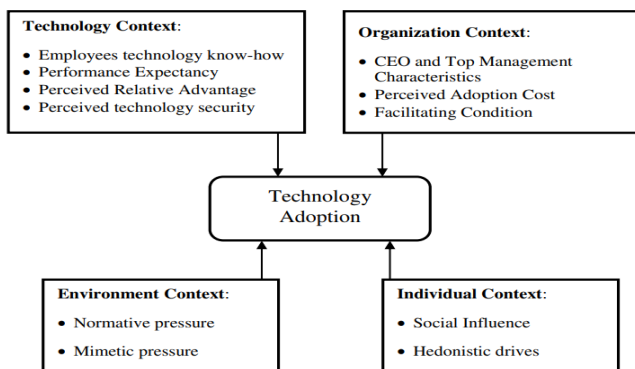 Technology Context:
• Employees technology know-how
• Performance Expectancy
• Perceived Relative Advantage
• Perceived technology security
Organization Context:
• CEO and Top Management
Characteristics
• Perceived Adoption Cost
• Facilitating Condition
Technology
Adoption
Environment Context:
• Normative pressure
• Mimetic pressure
Individual Context:
• Social Influence
• Hedonistic drives